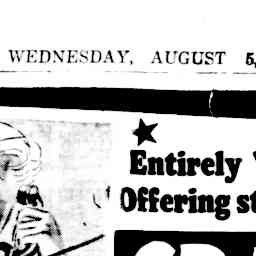 WEDNESDAY, AUGUST 5,
Entirely
Offering st